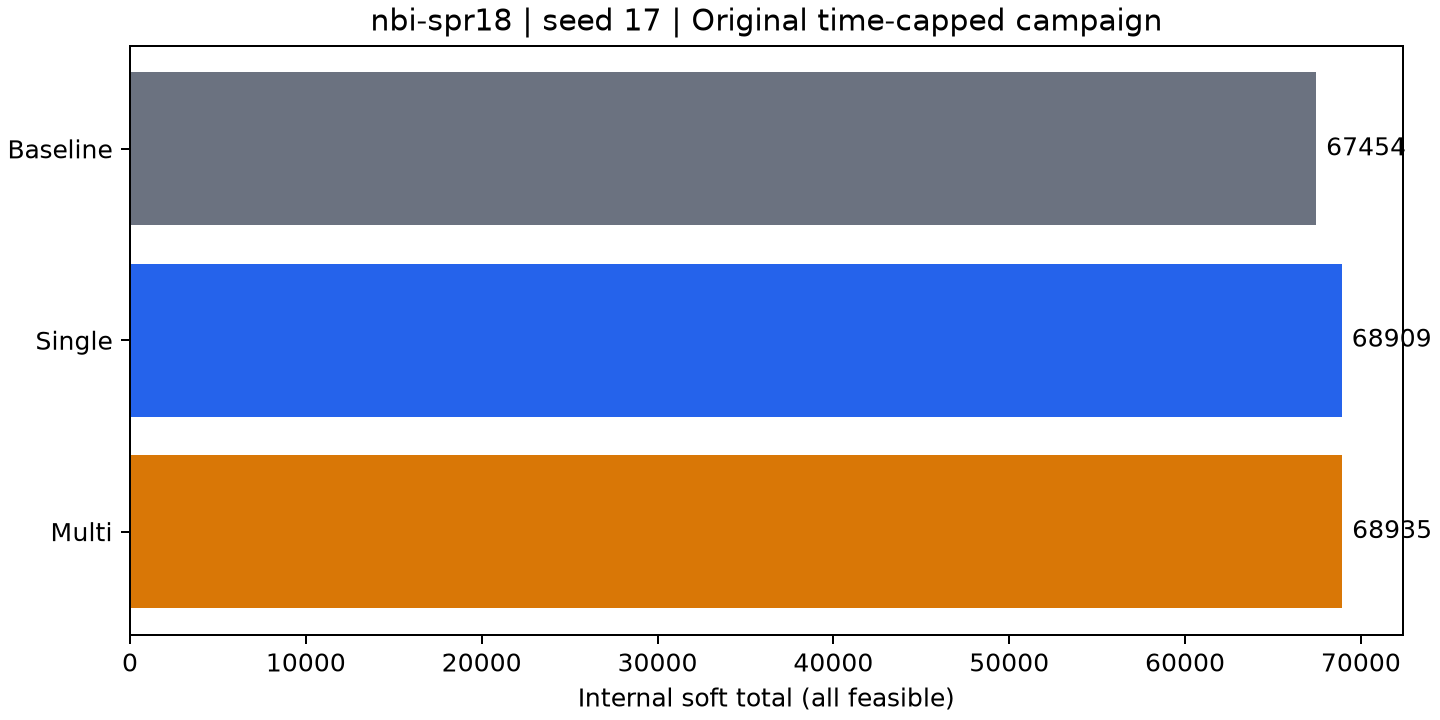 nbi-spr18 | seed 17 | Original time-capped campaign
Baseline
67454
Single
68909
Multi
68935
0 10000 20000 30000 40000 50000 60000 70000
Internal soft total (all feasible)